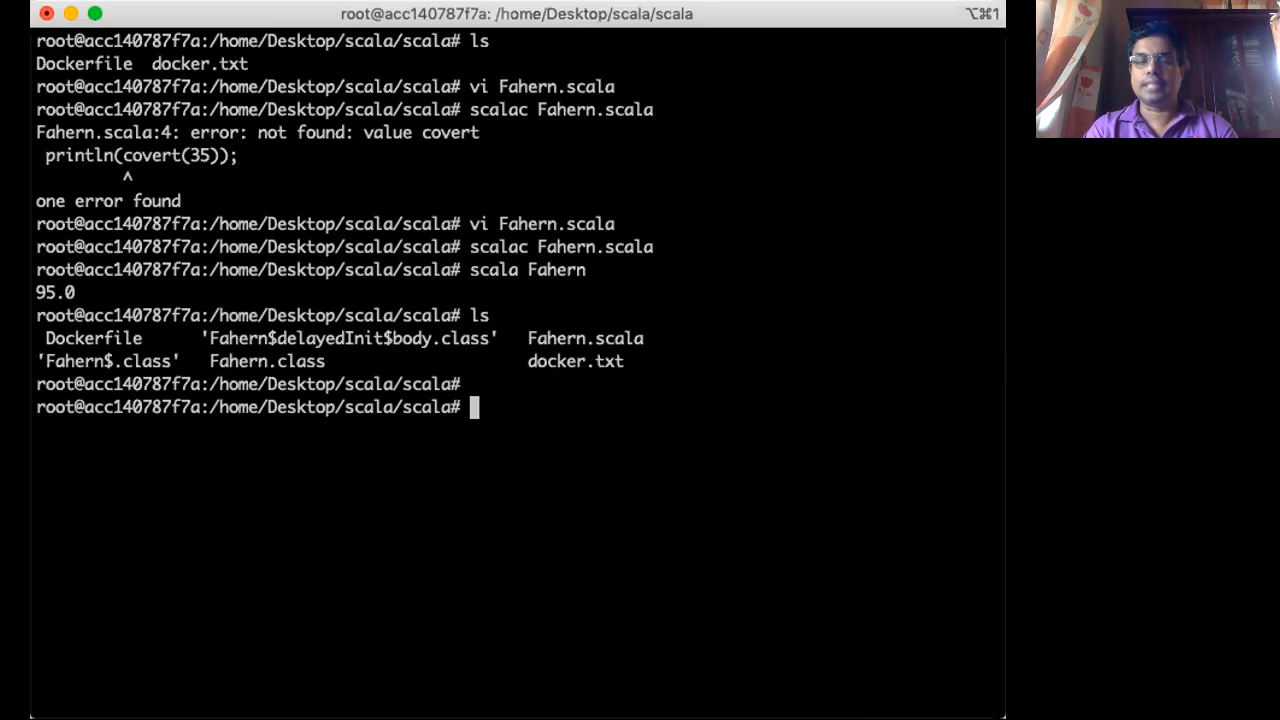 root@acc140787f7a: /home/Desktop/scala/scala
⌥⌘1
root@acc140787f7a:/home/Desktop/scala/scala# ls
Dockerfile  docker.txt
root@acc140787f7a:/home/Desktop/scala/scala# vi Fahern.scala
root@acc140787f7a:/home/Desktop/scala/scala# scalac Fahern.scala
Fahern.scala:4: error: not found: value covert
 println(covert(35));
         ^
one error found
root@acc140787f7a:/home/Desktop/scala/scala# vi Fahern.scala
root@acc140787f7a:/home/Desktop/scala/scala# scalac Fahern.scala
root@acc140787f7a:/home/Desktop/scala/scala# scala Fahern
95.0
root@acc140787f7a:/home/Desktop/scala/scala# ls
 Dockerfile      'Fahern$delayedInit$body.class'   Fahern.scala
'Fahern$.class'   Fahern.class                     docker.txt
root@acc140787f7a:/home/Desktop/scala/scala#
root@acc140787f7a:/home/Desktop/scala/scala#